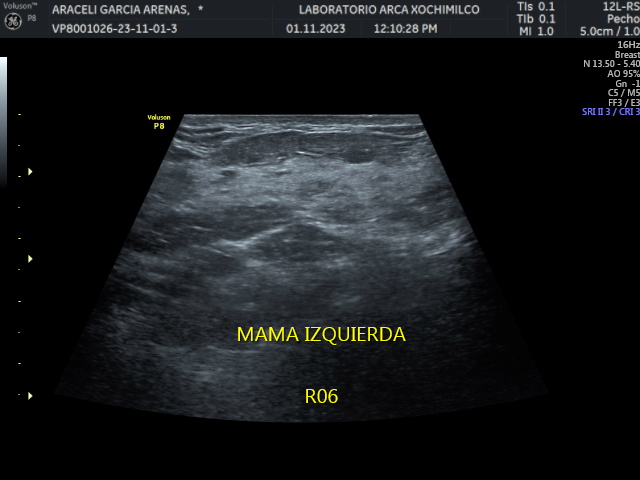 Voluson™
P8
ARACELI GARCIA ARENAS, *
VP8001026-23-11-01-3
LABORATORIO ARCA XOCHIMILCO
01.11.2023 12:10:28 PM
TIs 0.1
TIb 0.1
MI 1.0
12L-RS
Pecho
5.0cm / 1.0
16Hz
Breast
N 13.50 - 5.40
AO 95%
Gn -1
C5 / M5
FF3 / E3
SRI II 3 / CRI 3
Voluson
P8
MAMA IZQUIERDA
R06